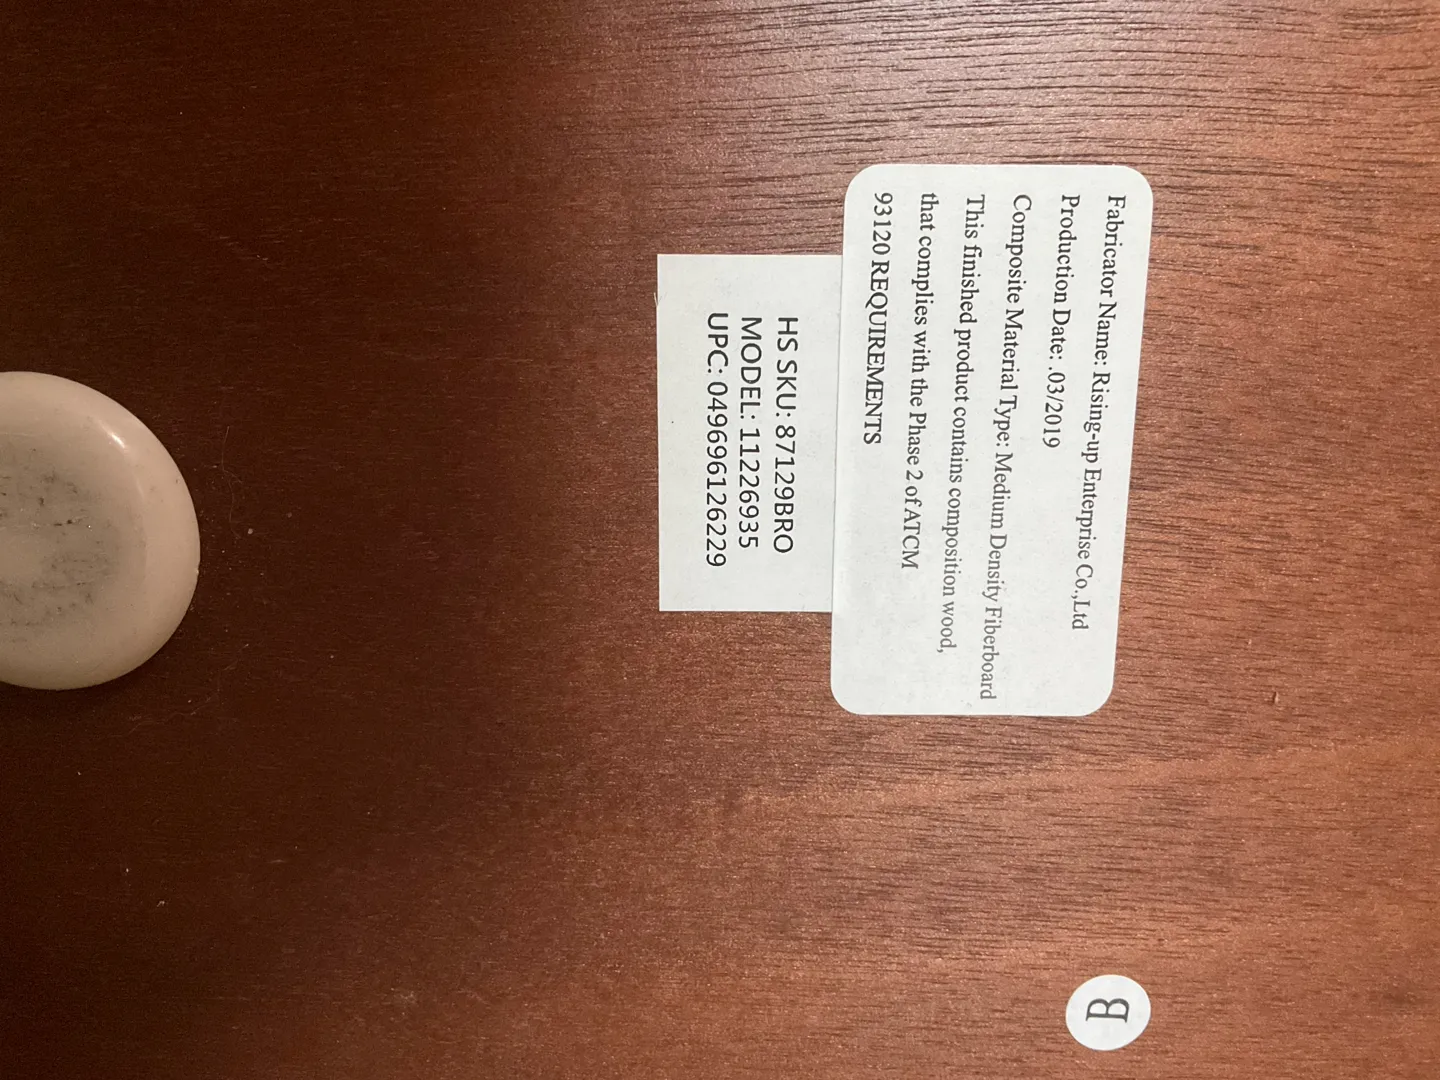 Fabricator Name: Rising-up Enterprise Co.,Ltd
Production Date: .03/2019
Composite Material Type: Medium Density Fiberboard
This finished product contains composition wood,
that complies with the Phase 2 of ATCM
93120 REQUIREMENTS
HS SKU: 87129BRO
MODEL: 11226935
UPC: 049696126229
B